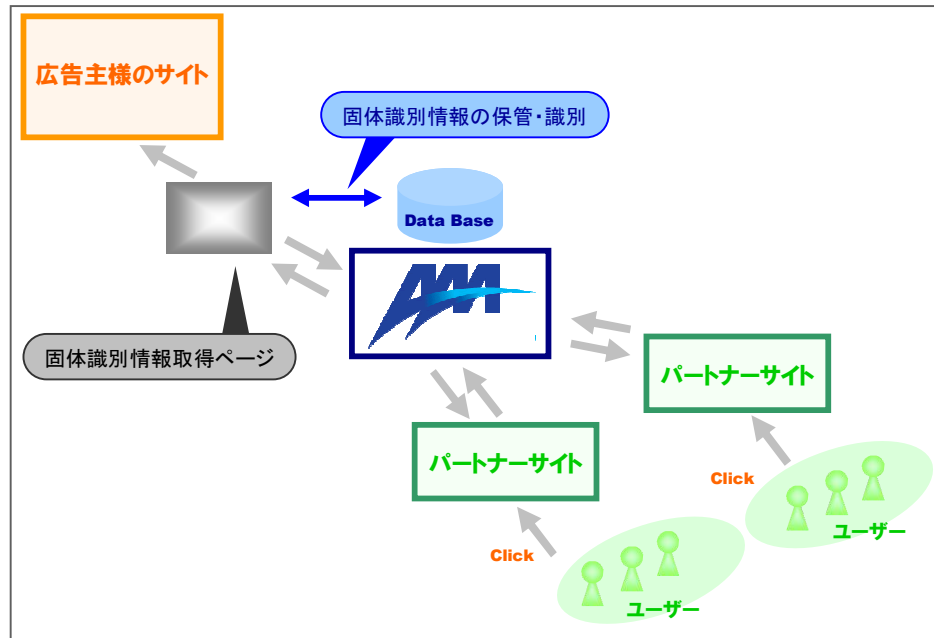 広告主様のサイト
固体識別情報の保管・識別
Data Base
固体識別情報取得ページ
パートナーサイト
パートナーサイト
Click
ユーザー
Click
ユーザー